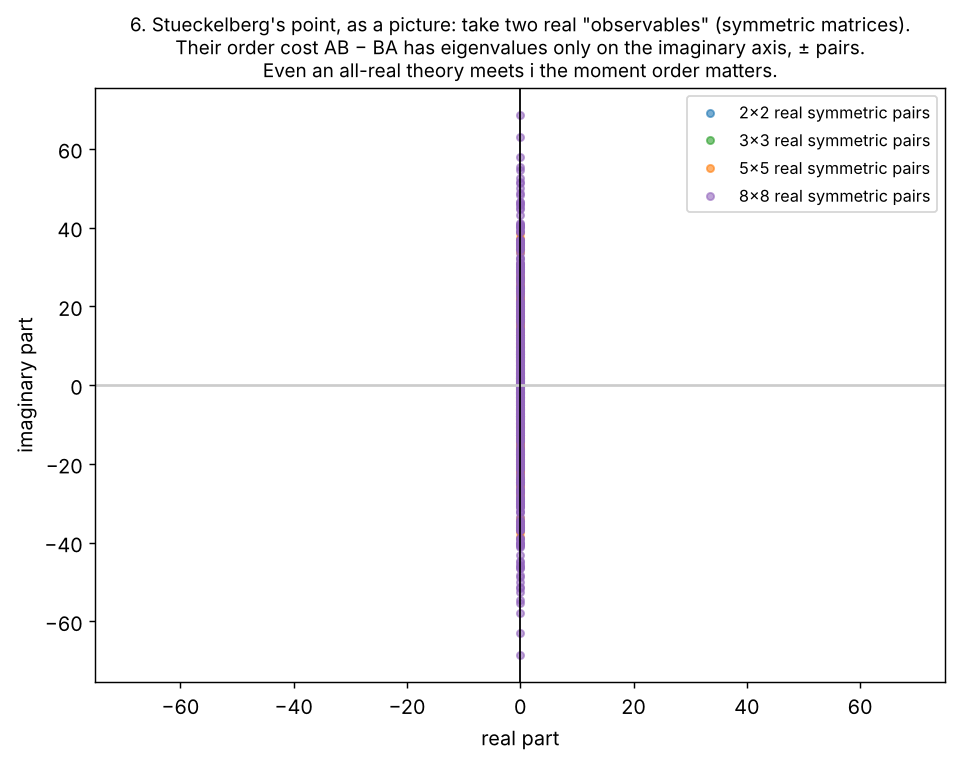 6. Stueckelberg's point, as a picture: take two real "observables" (symmetric matrices).
Their order cost AB − BA has eigenvalues only on the imaginary axis, ± pairs.
Even an all-real theory meets i the moment order matters.
2×2 real symmetric pairs
3×3 real symmetric pairs
5×5 real symmetric pairs
8×8 real symmetric pairs
imaginary part
60
40
20
0
−20
−40
−60
−60
−40
−20
0
20
40
60
real part